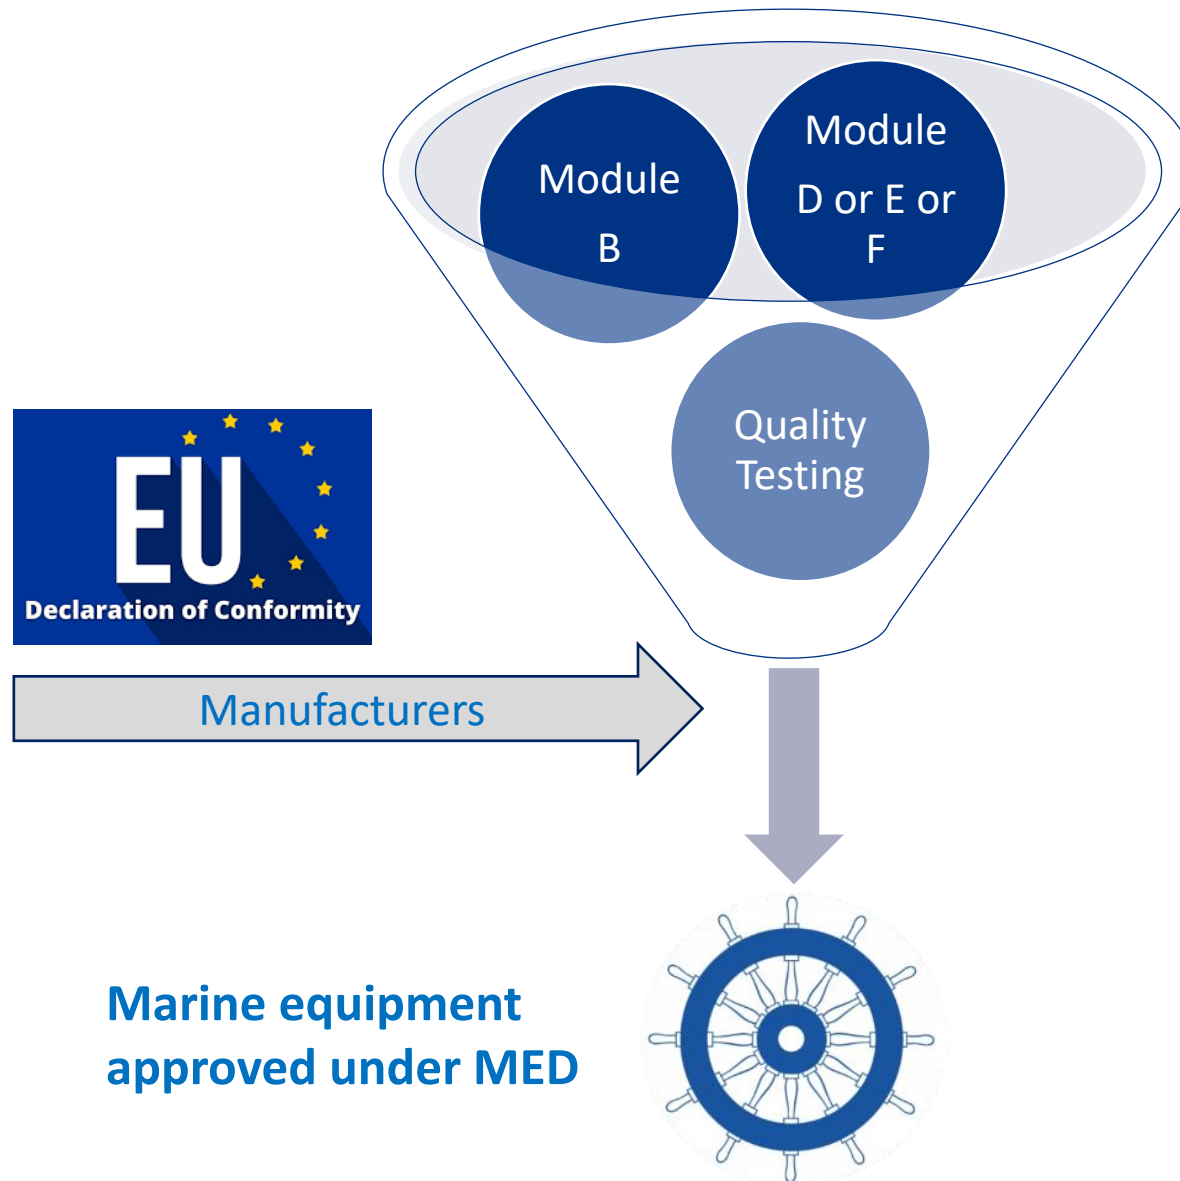 Module
B
Module
D or E or
F
Quality
Testing
EU
Declaration of Conformity
Manufacturers
Marine equipment
approved under MED